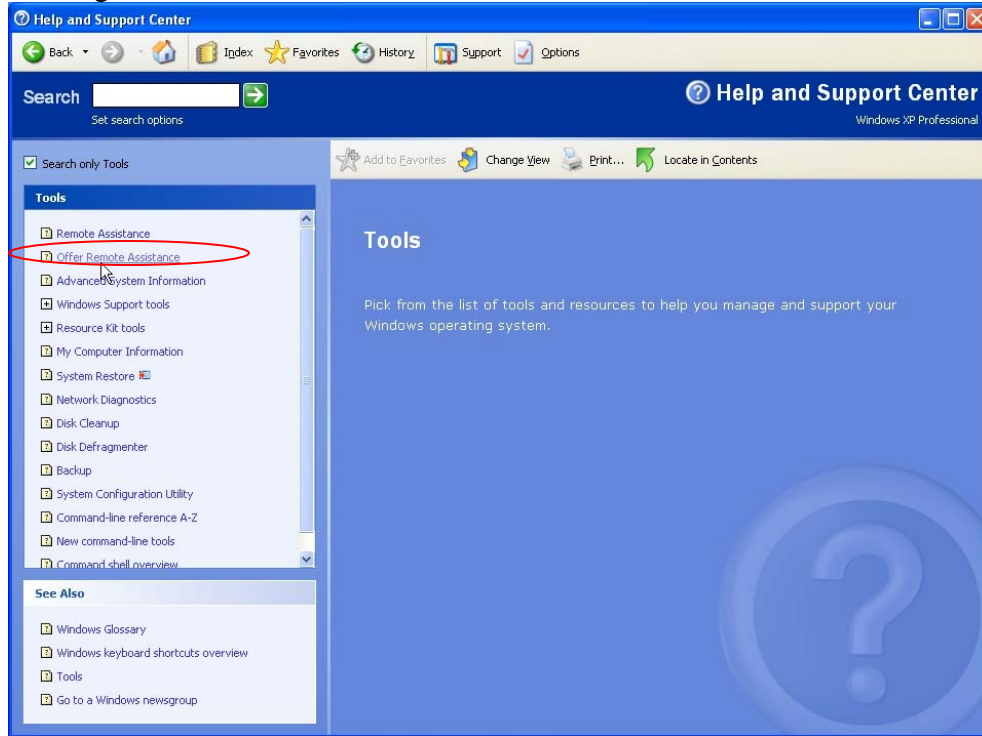 Help and Support Center
Back Index Favorites History Support Options
Search
Set search options
Help and Support Center
Windows XP Professional
Search only Tools
Add to Favorites Change View Print... Locate in Contents
Tools
Remote Assistance
Offer Remote Assistance
Advanced System Information
Windows Support tools
Resource Kit tools
My Computer Information
System Restore
Network Diagnostics
Disk Cleanup
Disk Defragmenter
Backup
System Configuration Utility
Command-line reference A-Z
New command-line tools
Command shell overview
See Also
Windows Glossary
Windows keyboard shortcuts overview
Tools
Go to a Windows newsgroup
Tools
Pick from the list of tools and resources to help you manage and support your
Windows operating system.